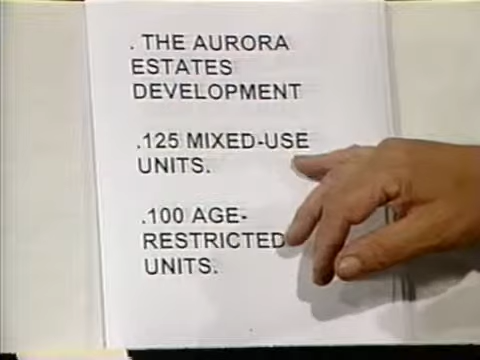 . THE AURORA
ESTATES
DEVELOPMENT
.125 MIXED-USE
UNITS.
.100 AGE-
RESTRICTED
UNITS.